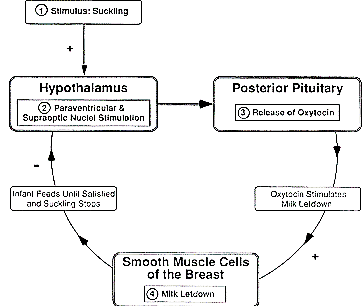 ① Stimulus: Suckling
+
Hypothalamus
② Paraventricular &
Supraoptic Nuclei Stimulation
Posterior Pituitary
③ Release of Oxytocin
-
Infant Feeds Until Satisfied
and Suckling Stops
Oxytocin Stimulates
Milk Letdown
+
Smooth Muscle Cells
of the Breast
④ Milk Letdown